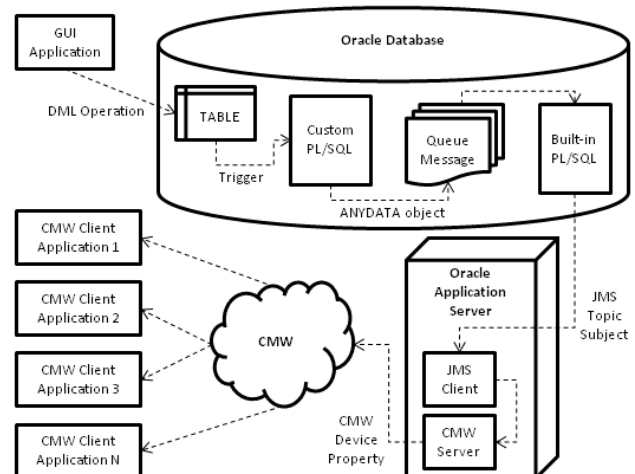 GUI
Application
Oracle Database
DML Operation
TABLE
Trigger
Custom
PL/SQL
ANYDATA object
Queue
Message
Built-in
PL/SQL
CMW Client
Application 1
CMW Client
Application 2
CMW Client
Application 3
CMW Client
Application N
CMW
CMW
Device
Property
Oracle
Application
Server
JMS
Client
CMW
Server
JMS
Topic
Subject